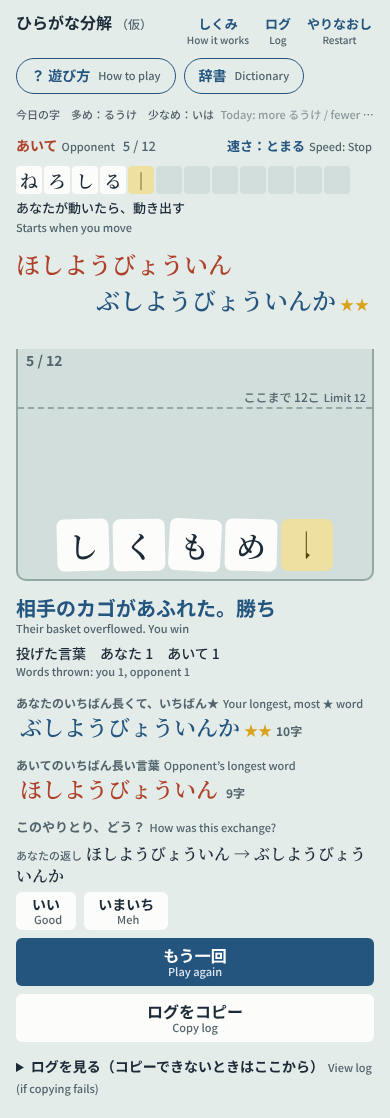 ひらがな分解 （仮） しくみ ログ やりなおし
How it works Log Restart
？ 遊び方 How to play 辞書 Dictionary
今日の字 多め：るうけ 少なめ：いは Today: more るうけ / fewer …
あいて Opponent 5 / 12 速さ：とまる Speed: Stop
ね ろ し る ｜
あなたが動いたら、動き出す
Starts when you move
ほしようびょういん
ぶしようびょういんか ★★
5 / 12
ここまで 12こ Limit 12
し く も め
相手のカゴがあふれた。勝ち
Their basket overflowed. You win
投げた言葉 あなた 1 あいて 1
Words thrown: you 1, opponent 1
あなたのいちばん長くて、いちばん★ Your longest, most ★ word
ぶしようびょういんか ★★ 10字
あいてのいちばん長い言葉 Opponent’s longest word
ほしようびょういん 9字
このやりとり、どう？ How was this exchange?
あなたの返し ほしようびょういん → ぶしようびょう
いんか
いい いまいち
Good Meh
もう一回
Play again
ログをコピー
Copy log
▶ ログを見る（コピーできないときはここから） View log
(if copying fails)